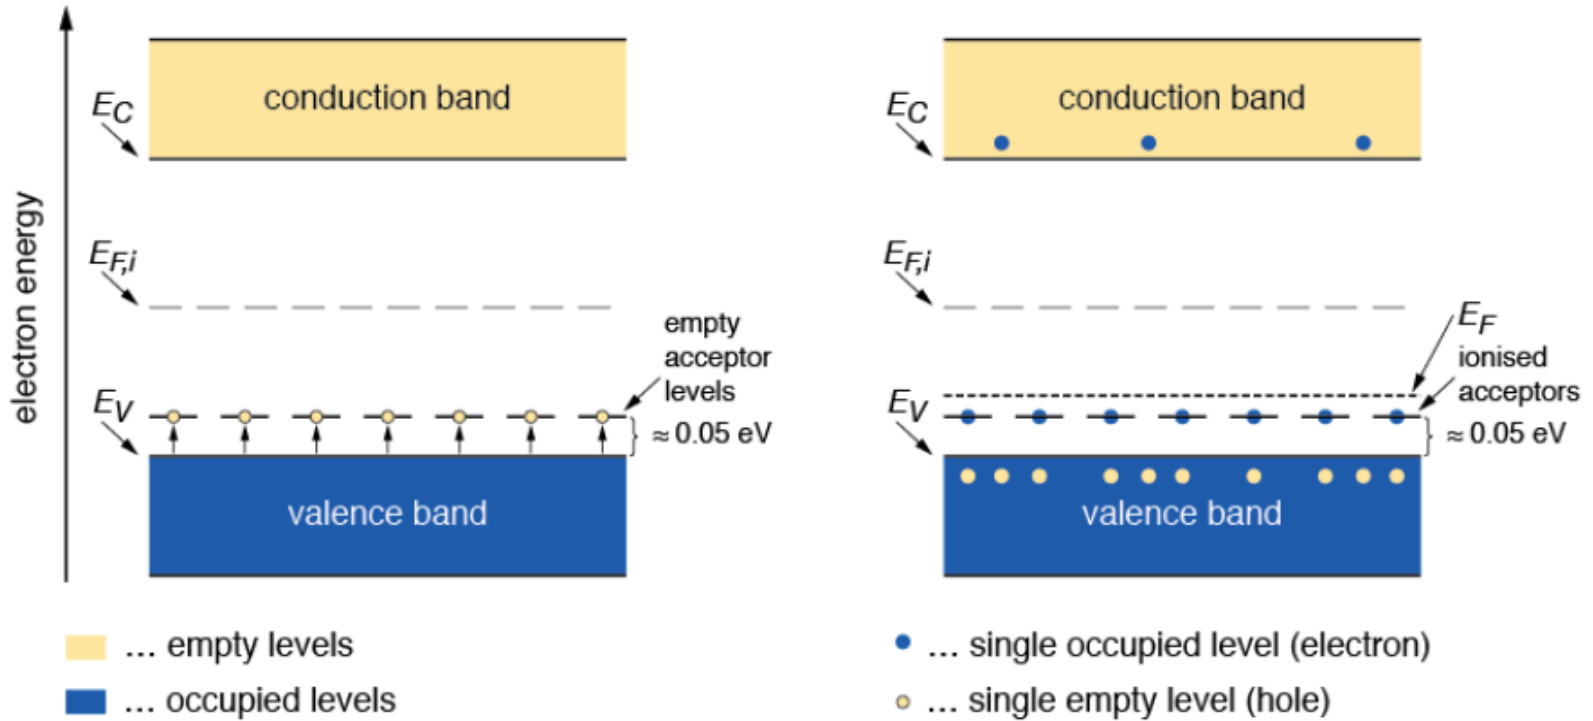 electron energy
conduction band
E_C
E_F,i
empty
acceptor
levels
E_V
≈ 0.05 eV
valence band
conduction band
E_C
E_F,i
E_F
ionised
acceptors
E_V
≈ 0.05 eV
valence band
... empty levels
... occupied levels
... single occupied level (electron)
... single empty level (hole)